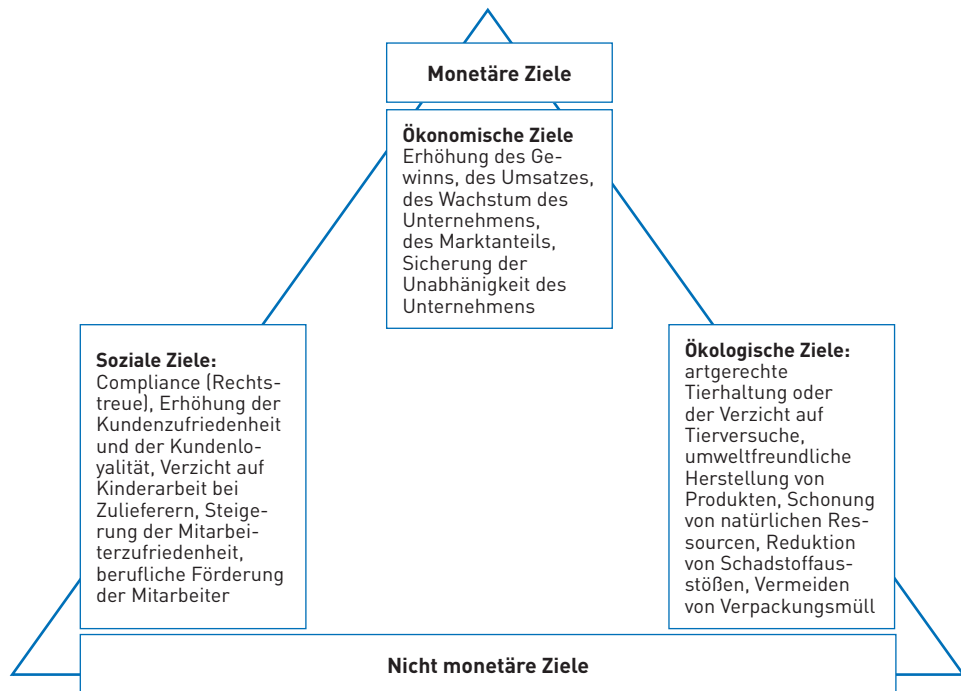 Monetäre Ziele
Ökonomische Ziele
Erhöhung des Ge-
winns, des Umsatzes,
des Wachstum des
Unternehmens,
des Marktanteils,
Sicherung der
Unabhänigkeit des
Unternehmens
Soziale Ziele:
Compliance (Rechts-
treue), Erhöhung der
Kundenzufriedenheit
und der Kundenlo-
yalität, Verzicht auf
Kinderarbeit bei
Zulieferern, Steige-
rung der Mitarbei-
terzufriedenheit,
berufliche Förderung
der Mitarbeiter
Ökologische Ziele:
artgerechte
Tierhaltung oder
der Verzicht auf
Tierversuche,
umweltfreundliche
Herstellung von
Produkten, Schonung
von natürlichen Res-
sourcen, Reduktion
von Schadstoffaus-
stößen, Vermeiden
von Verpackungsmüll
Nicht monetäre Ziele